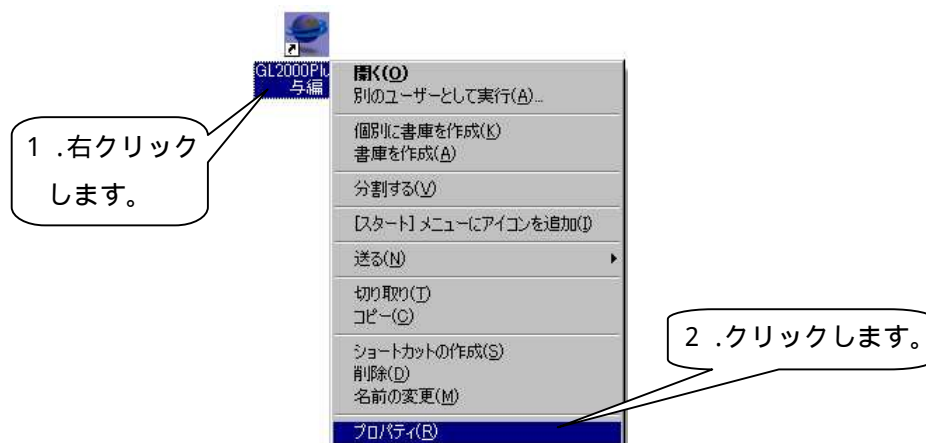 GL2000Plu
与編
1 .右クリック
します。
開く(O)
別のユーザーとして実行(A)...
個別に書庫を作成(K)
書庫を作成(A)
分割する(V)
[スタート] メニューにアイコンを追加(I)
送る(N)
切り取り(T)
コピー(C)
ショートカットの作成(S)
削除(D)
名前の変更(M)
プロパティ(R)
2 .クリックします。